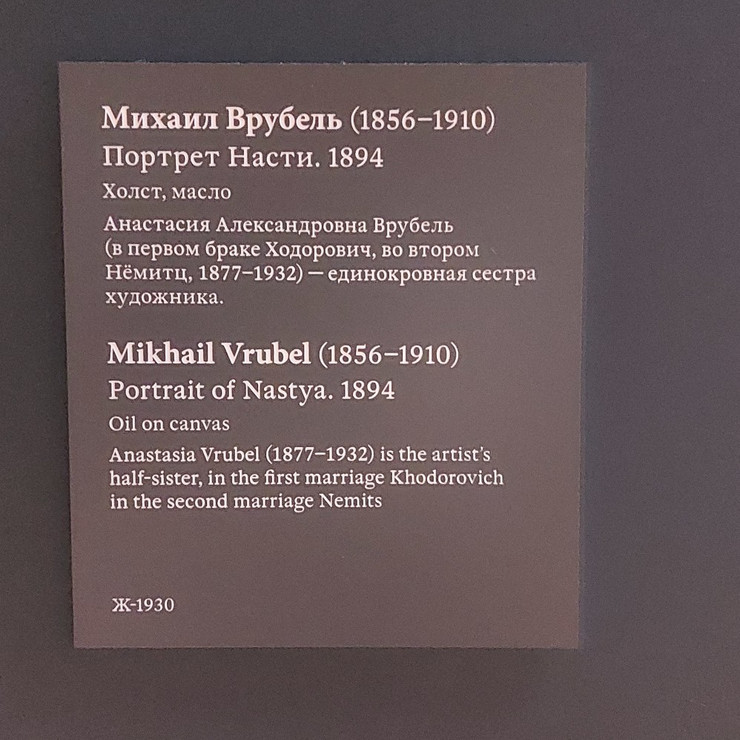 Михаил Врубель (1856–1910)
Портрет Насти. 1894
Холст, масло
Анастасия Александровна Врубель
(в первом браке Ходорович, во втором
Нёмитц, 1877–1932) — единокровная сестра
художника.
Mikhail Vrubel (1856–1910)
Portrait of Nastya. 1894
Oil on canvas
Anastasia Vrubel (1877–1932) is the artist’s
half-sister, in the first marriage Khodorovich
in the second marriage Nemits
Ж-1930